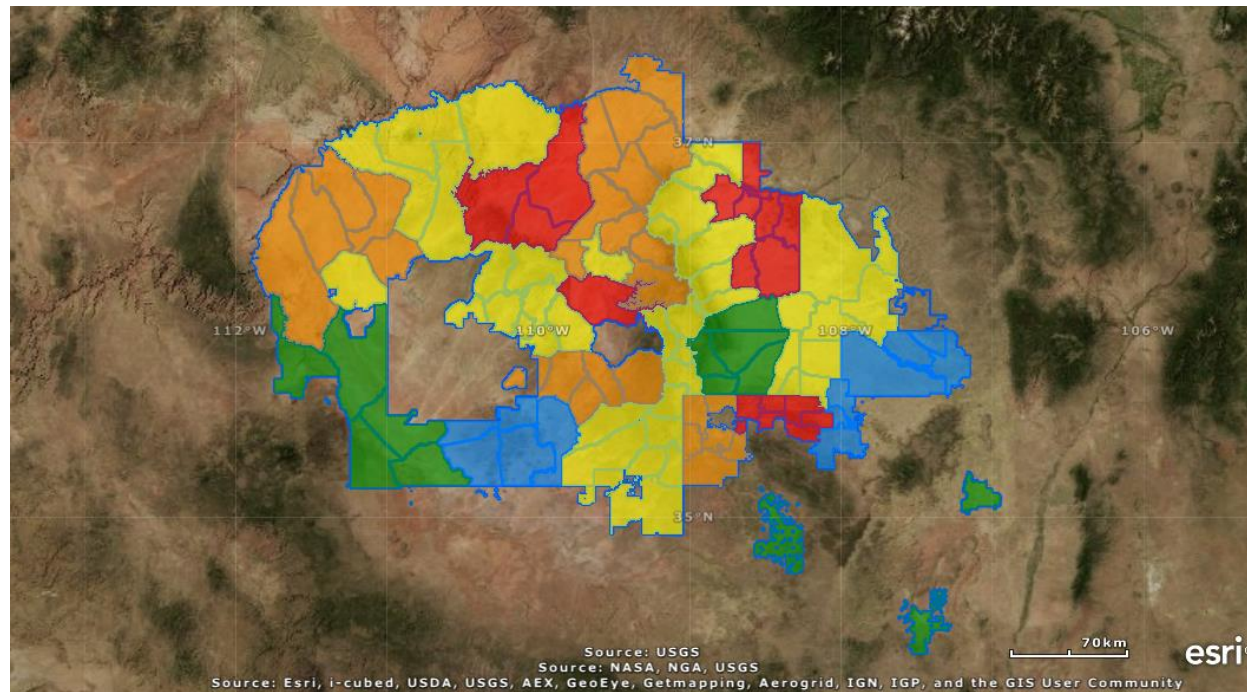 37°N
112°W
110°W
108°W
106°W
35°N
70km
esri
Source: USGS
Source: NASA, NGA, USGS
Source: Esri, i-cubed, USDA, USGS, AEX, GeoEye, Getmapping, Aerogrid, IGN, IGP, and the GIS User Community